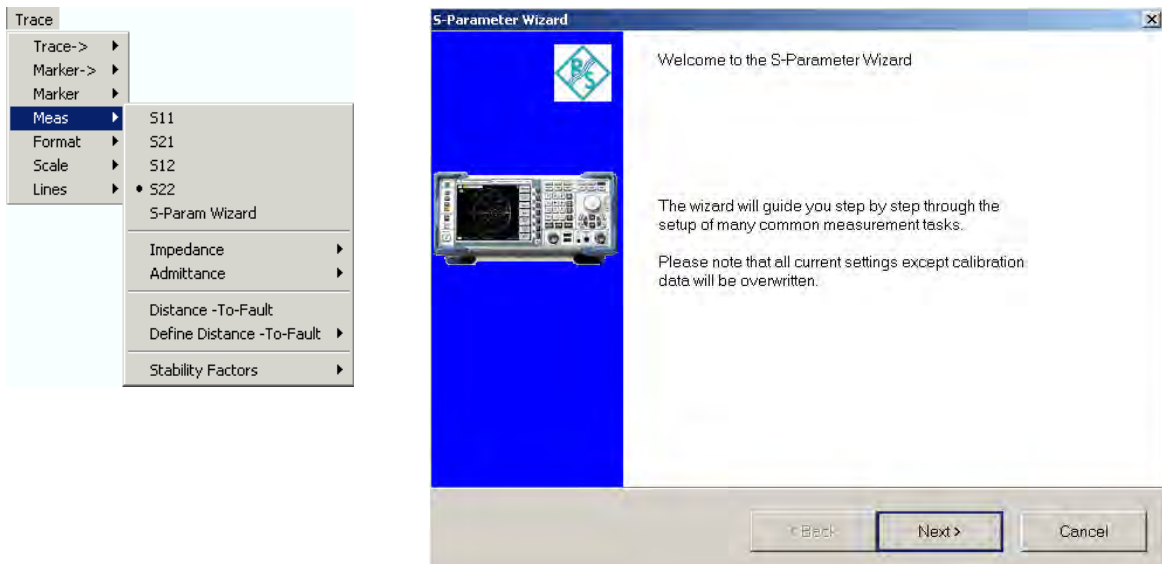 Trace
Trace->
Marker->
Marker
Meas
Format
Scale
Lines
S11
S21
S12
S22
S-Param Wizard
Impedance
Admittance
Distance -To-Fault
Define Distance -To-Fault
Stability Factors
S-Parameter Wizard
R/S
Welcome to the S-Parameter Wizard
The wizard will guide you step by step through the
setup of many common measurement tasks.
Please note that all current settings except calibration
data will be overwritten.
< Back
Next >
Cancel